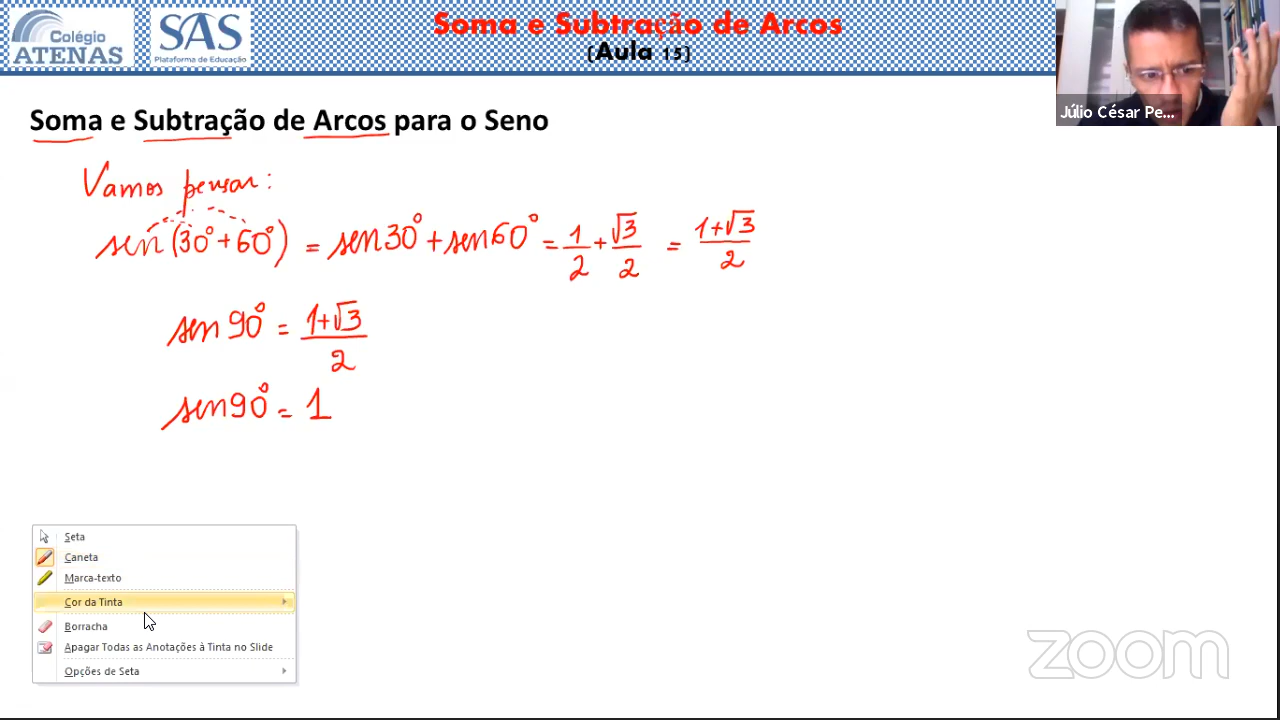 Colégio
ATENAS
SAS
Plataforma de Educação
Soma e Subtração de Arcos
(Aula 15)
Júlio César Pe...
Soma e Subtração de Arcos para o Seno
Vamos pensar:
sen(30°+60°) = sen30°+sen60° = 1/2 + √3/2 = (1+√3)/2
sen90° = (1+√3)/2
sen90° = 1
Seta
Caneta
Marca-texto
Cor da Tinta
Borracha
Apagar Todas as Anotações à Tinta no Slide
Opções de Seta
zoom